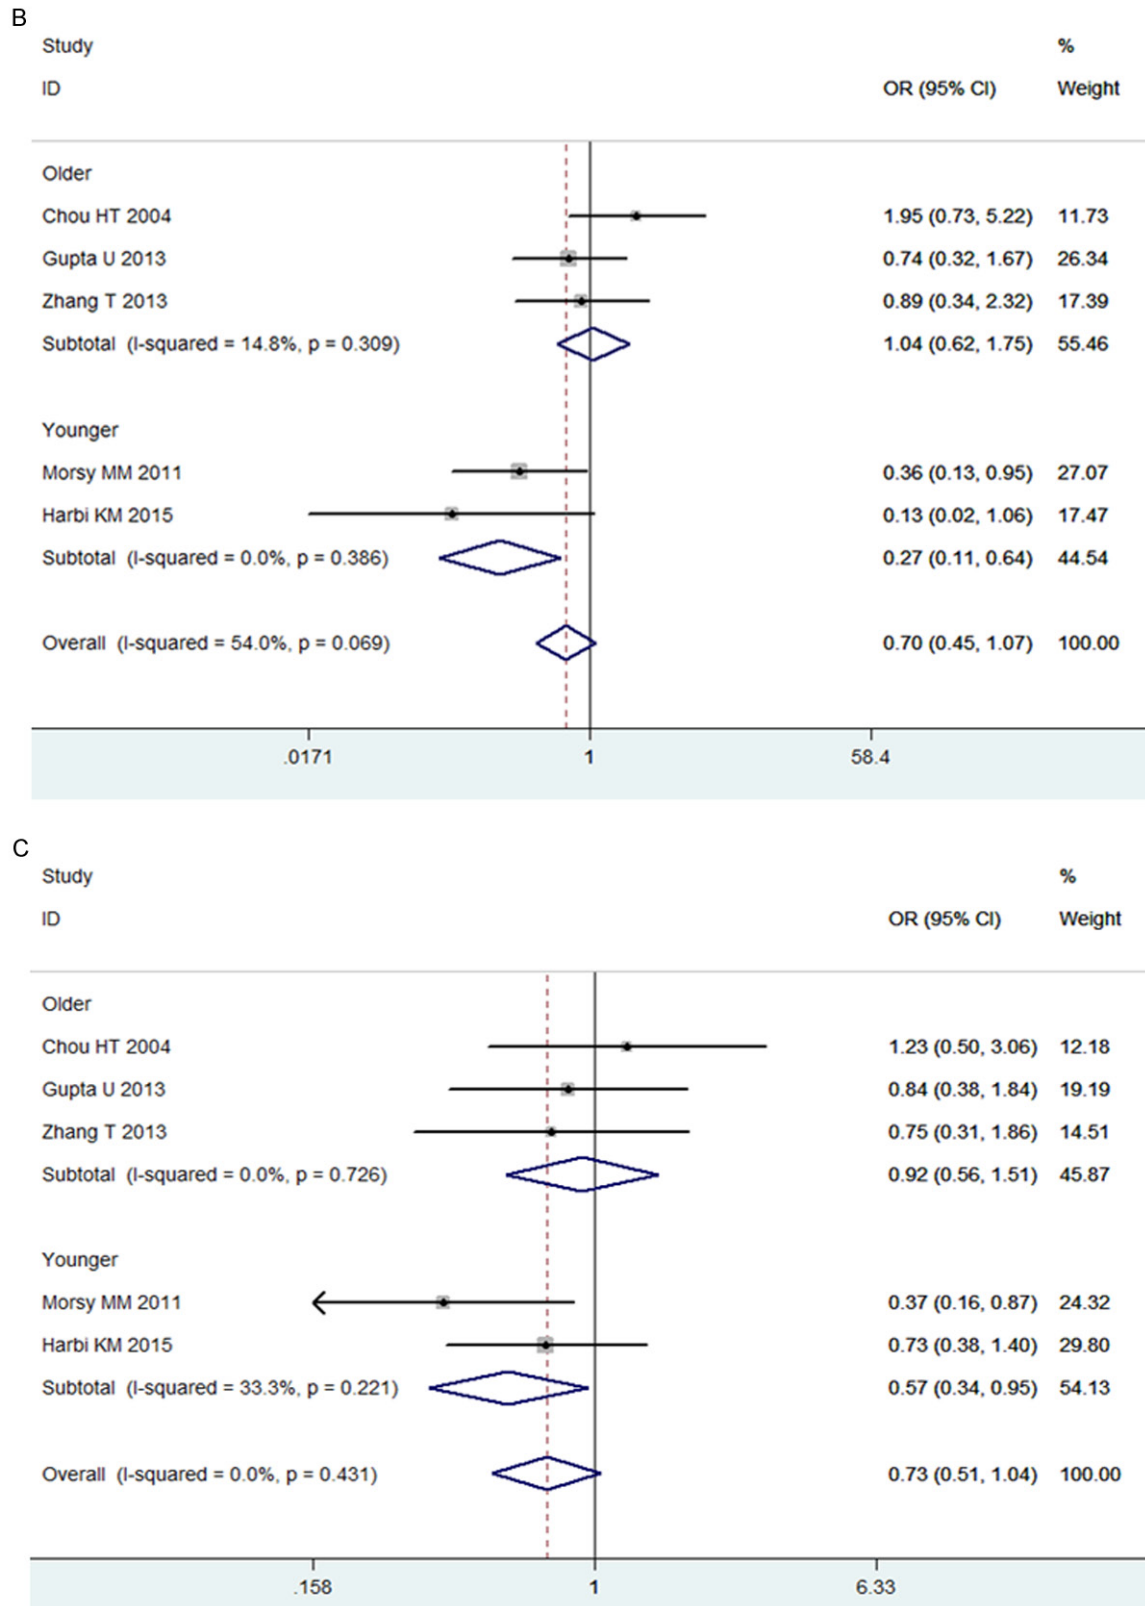 B
Study %
ID OR (95% CI) Weight
Older
Chou HT 2004 1.95 (0.73, 5.22) 11.73
Gupta U 2013 0.74 (0.32, 1.67) 26.34
Zhang T 2013 0.89 (0.34, 2.32) 17.39
Subtotal (I-squared = 14.8%, p = 0.309) 1.04 (0.62, 1.75) 55.46
Younger
Morsy MM 2011 0.36 (0.13, 0.95) 27.07
Harbi KM 2015 0.13 (0.02, 1.06) 17.47
Subtotal (I-squared = 0.0%, p = 0.386) 0.27 (0.11, 0.64) 44.54
Overall (I-squared = 54.0%, p = 0.069) 0.70 (0.45, 1.07) 100.00
.0171 1 58.4
C
Study %
ID OR (95% CI) Weight
Older
Chou HT 2004 1.23 (0.50, 3.06) 12.18
Gupta U 2013 0.84 (0.38, 1.84) 19.19
Zhang T 2013 0.75 (0.31, 1.86) 14.51
Subtotal (I-squared = 0.0%, p = 0.726) 0.92 (0.56, 1.51) 45.87
Younger
Morsy MM 2011 0.37 (0.16, 0.87) 24.32
Harbi KM 2015 0.73 (0.38, 1.40) 29.80
Subtotal (I-squared = 33.3%, p = 0.221) 0.57 (0.34, 0.95) 54.13
Overall (I-squared = 0.0%, p = 0.431) 0.73 (0.51, 1.04) 100.00
.158 1 6.33